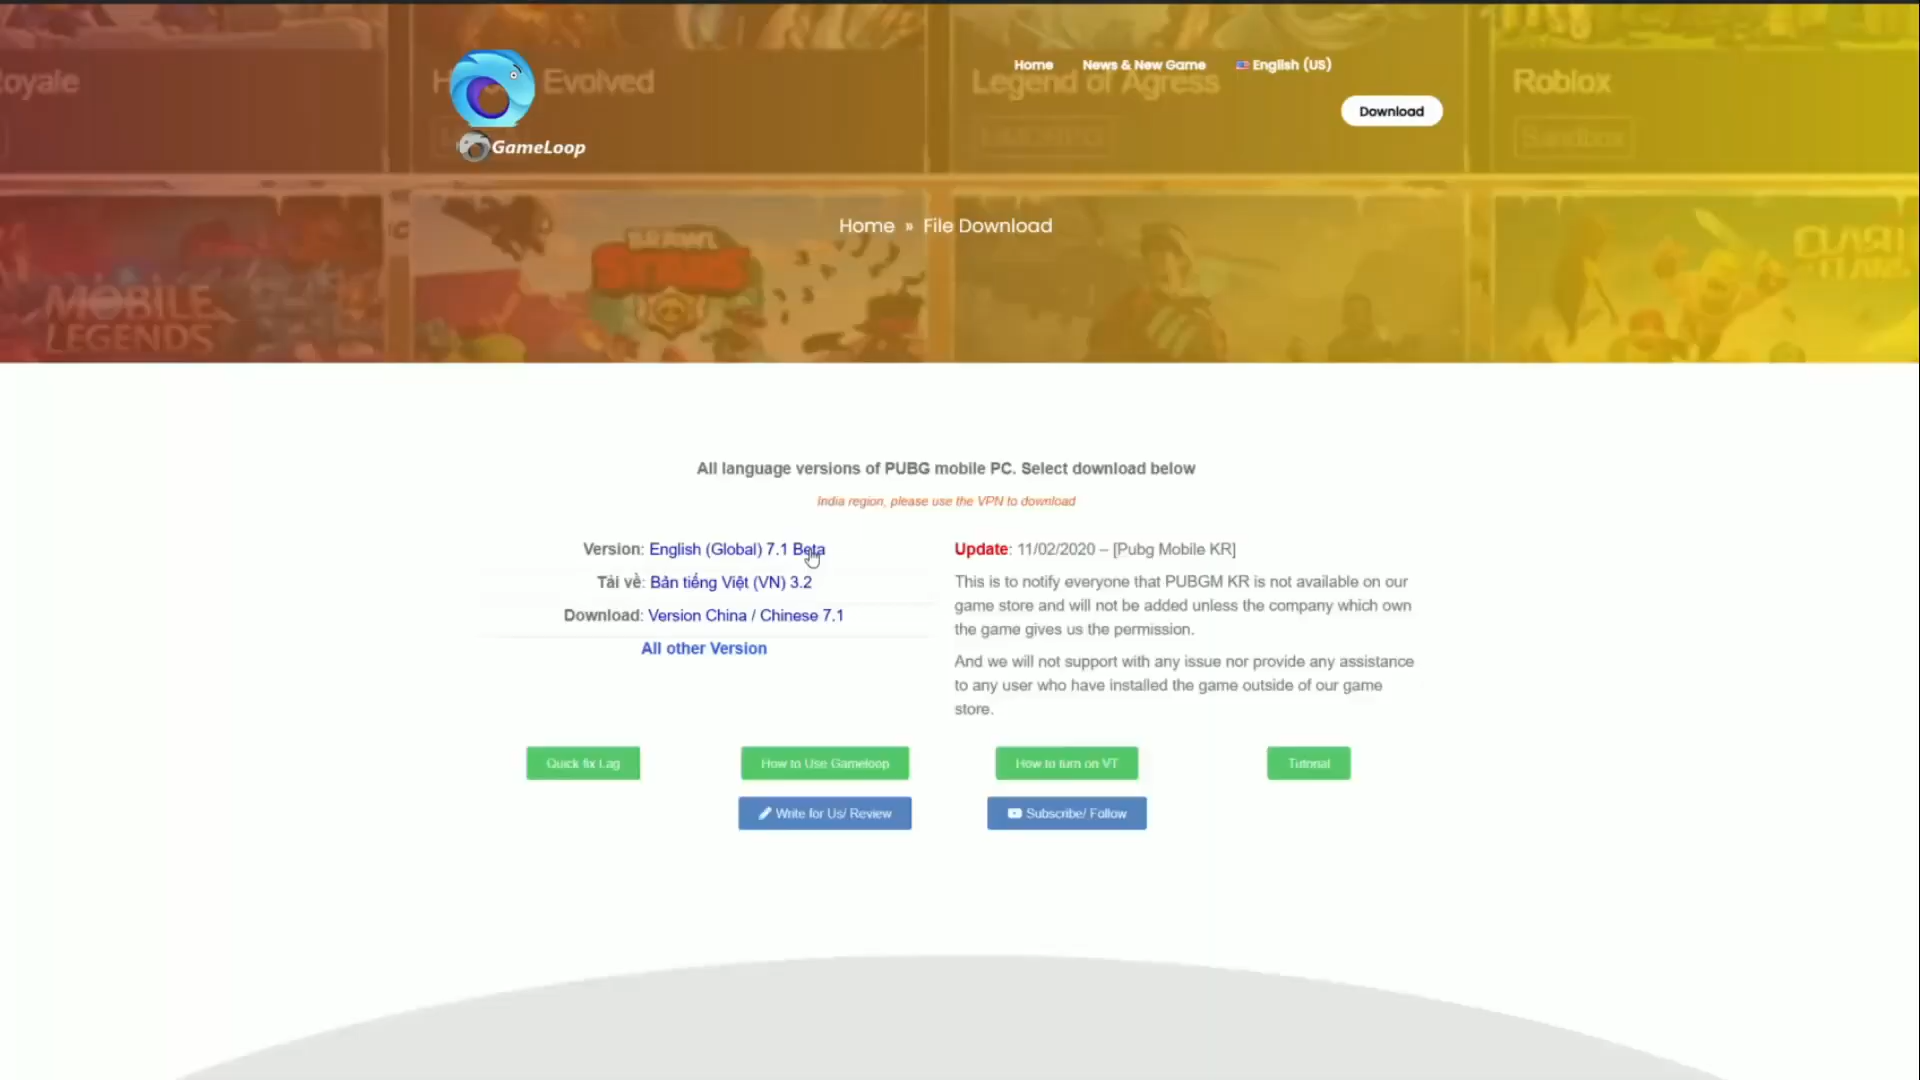 Home News & New Game English (US)
oyale
Evolved
Legend of Agress
Roblox
Download
Sandbox
GameLoop
Home » File Download
BRAWL
STARS
MOBILE
LEGENDS
All language versions of PUBG mobile PC. Select download below
India region, please use the VPN to download
Version: English (Global) 7.1 Beta
Tải về: Bản tiếng Việt (VN) 3.2
Download: Version China / Chinese 7.1
All other Version
Update: 11/02/2020 – [Pubg Mobile KR]
This is to notify everyone that PUBGM KR is not available on our
game store and will not be added unless the company which own
the game gives us the permission.
And we will not support with any issue nor provide any assistance
to any user who have installed the game outside of our game
store.
Quick fix Lag
How to Use Gameloop
How to turn on VT
Tutorial
Write for Us/ Review
Subscribe/ Follow